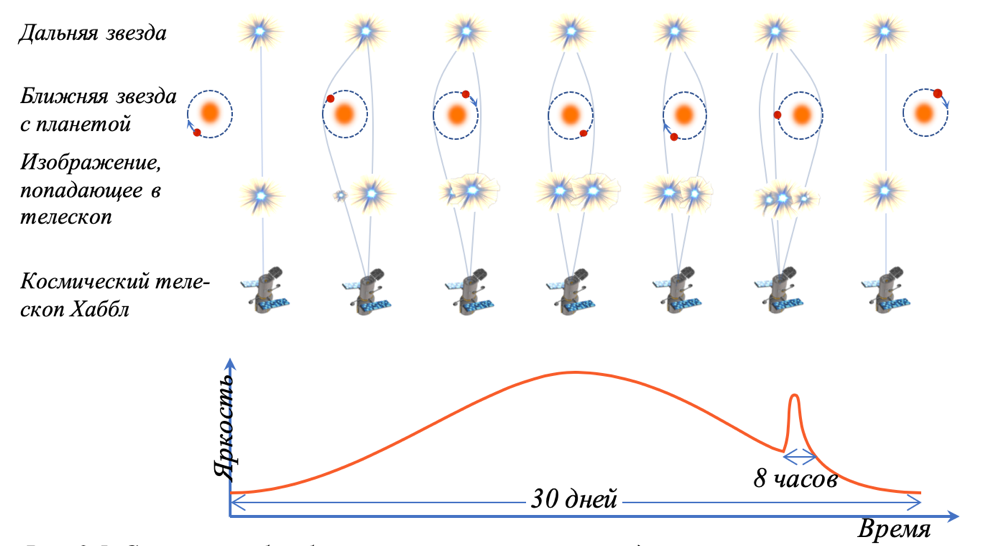 Дальняя звезда
Ближняя звезда
с планетой
Изображение,
попадающее в
телескоп
Космический теле-
скоп Хаббл
Яркость
8 часов
30 дней
Время